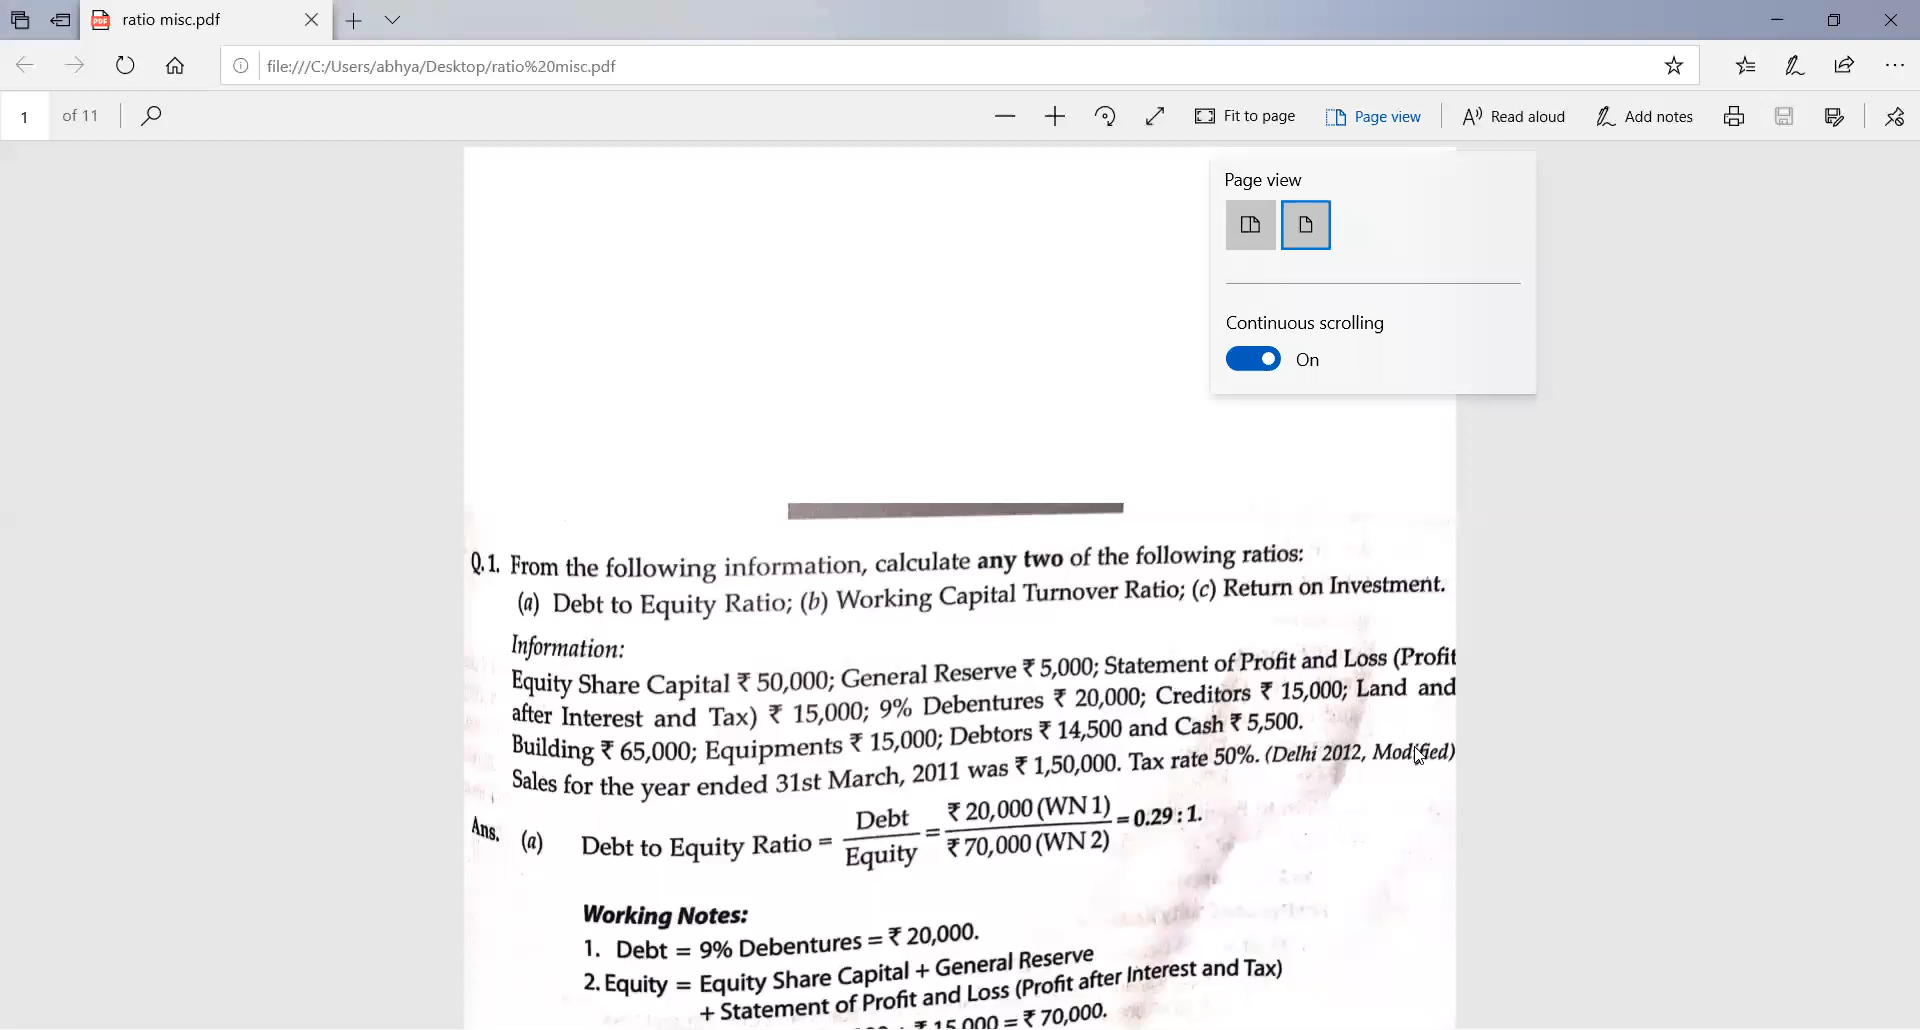 ratio misc.pdf
file:///C:/Users/abhya/Desktop/ratio%20misc.pdf
1 of 11 Fit to page Page view Read aloud Add notes
Page view
Continuous scrolling
On
Q.1. From the following information, calculate any two of the following ratios:
(a) Debt to Equity Ratio; (b) Working Capital Turnover Ratio; (c) Return on Investment.
Information:
Equity Share Capital ₹ 50,000; General Reserve ₹ 5,000; Statement of Profit and Loss (Profit
after Interest and Tax) ₹ 15,000; 9% Debentures ₹ 20,000; Creditors ₹ 15,000; Land and
Building ₹ 65,000; Equipments ₹ 15,000; Debtors ₹ 14,500 and Cash ₹ 5,500.
Sales for the year ended 31st March, 2011 was ₹ 1,50,000. Tax rate 50%. (Delhi 2012, Modified)
Ans. (a) Debt to Equity Ratio = Debt / Equity = ₹ 20,000 (WN 1) / ₹ 70,000 (WN 2) = 0.29 : 1.
Working Notes:
1. Debt = 9% Debentures = ₹ 20,000.
2. Equity = Equity Share Capital + General Reserve
+ Statement of Profit and Loss (Profit after Interest and Tax)
+ ₹ 15,000 = ₹ 70,000.